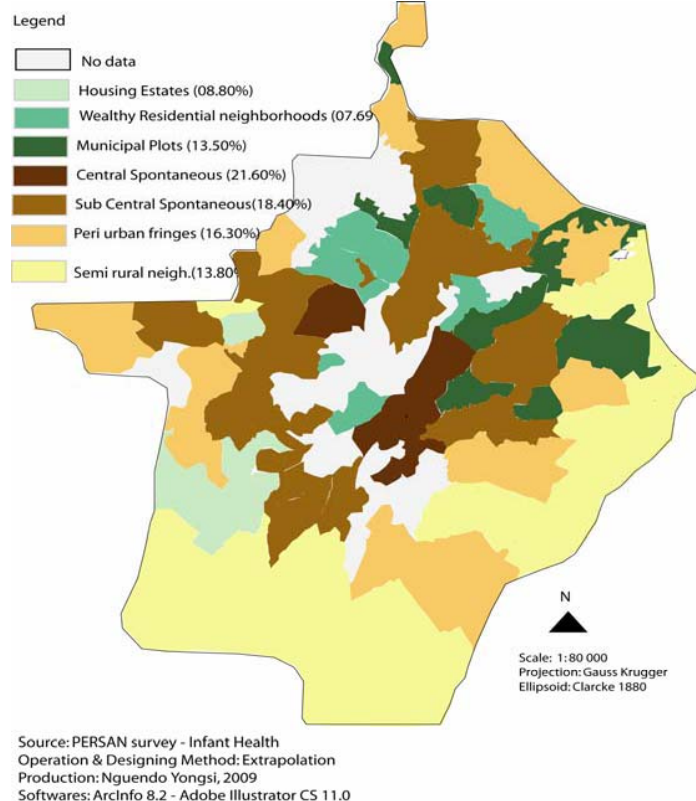 Legend
No data
Housing Estates (08.80%)
Wealthy Residential neighborhoods (07.69
Municipal Plots (13.50%)
Central Spontaneous (21.60%)
Sub Central Spontaneous(18.40%)
Peri urban fringes (16.30%)
Semi rural neigh.(13.80%
N
Scale: 1:80 000
Projection: Gauss Krugger
Ellipsoid: Clarcke 1880
Source: PERSAN survey - Infant Health
Operation & Designing Method: Extrapolation
Production: Nguendo Yongsi, 2009
Softwares: ArcInfo 8.2 - Adobe Illustrator CS 11.0